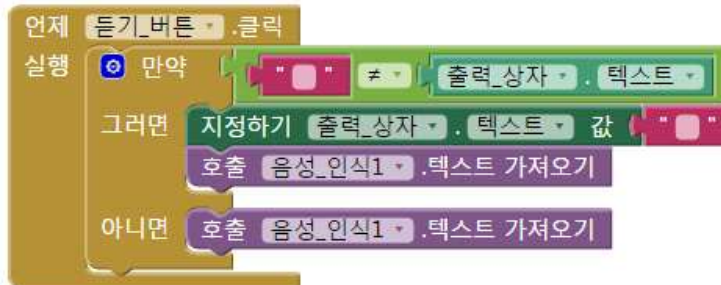 언제 듣기_버튼 .클릭
실행 만약 " " ≠ 출력_상자 . 텍스트
그러면 지정하기 출력_상자 . 텍스트 값 " "
호출 음성_인식1 .텍스트 가져오기
아니면 호출 음성_인식1 .텍스트 가져오기